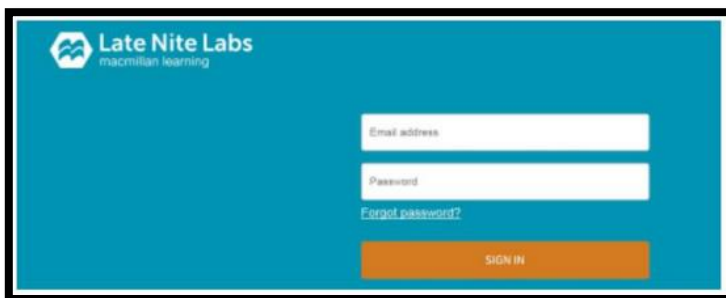 Late Nite Labs
macmillan learning
Email address
Password
Forgot password?
SIGN IN